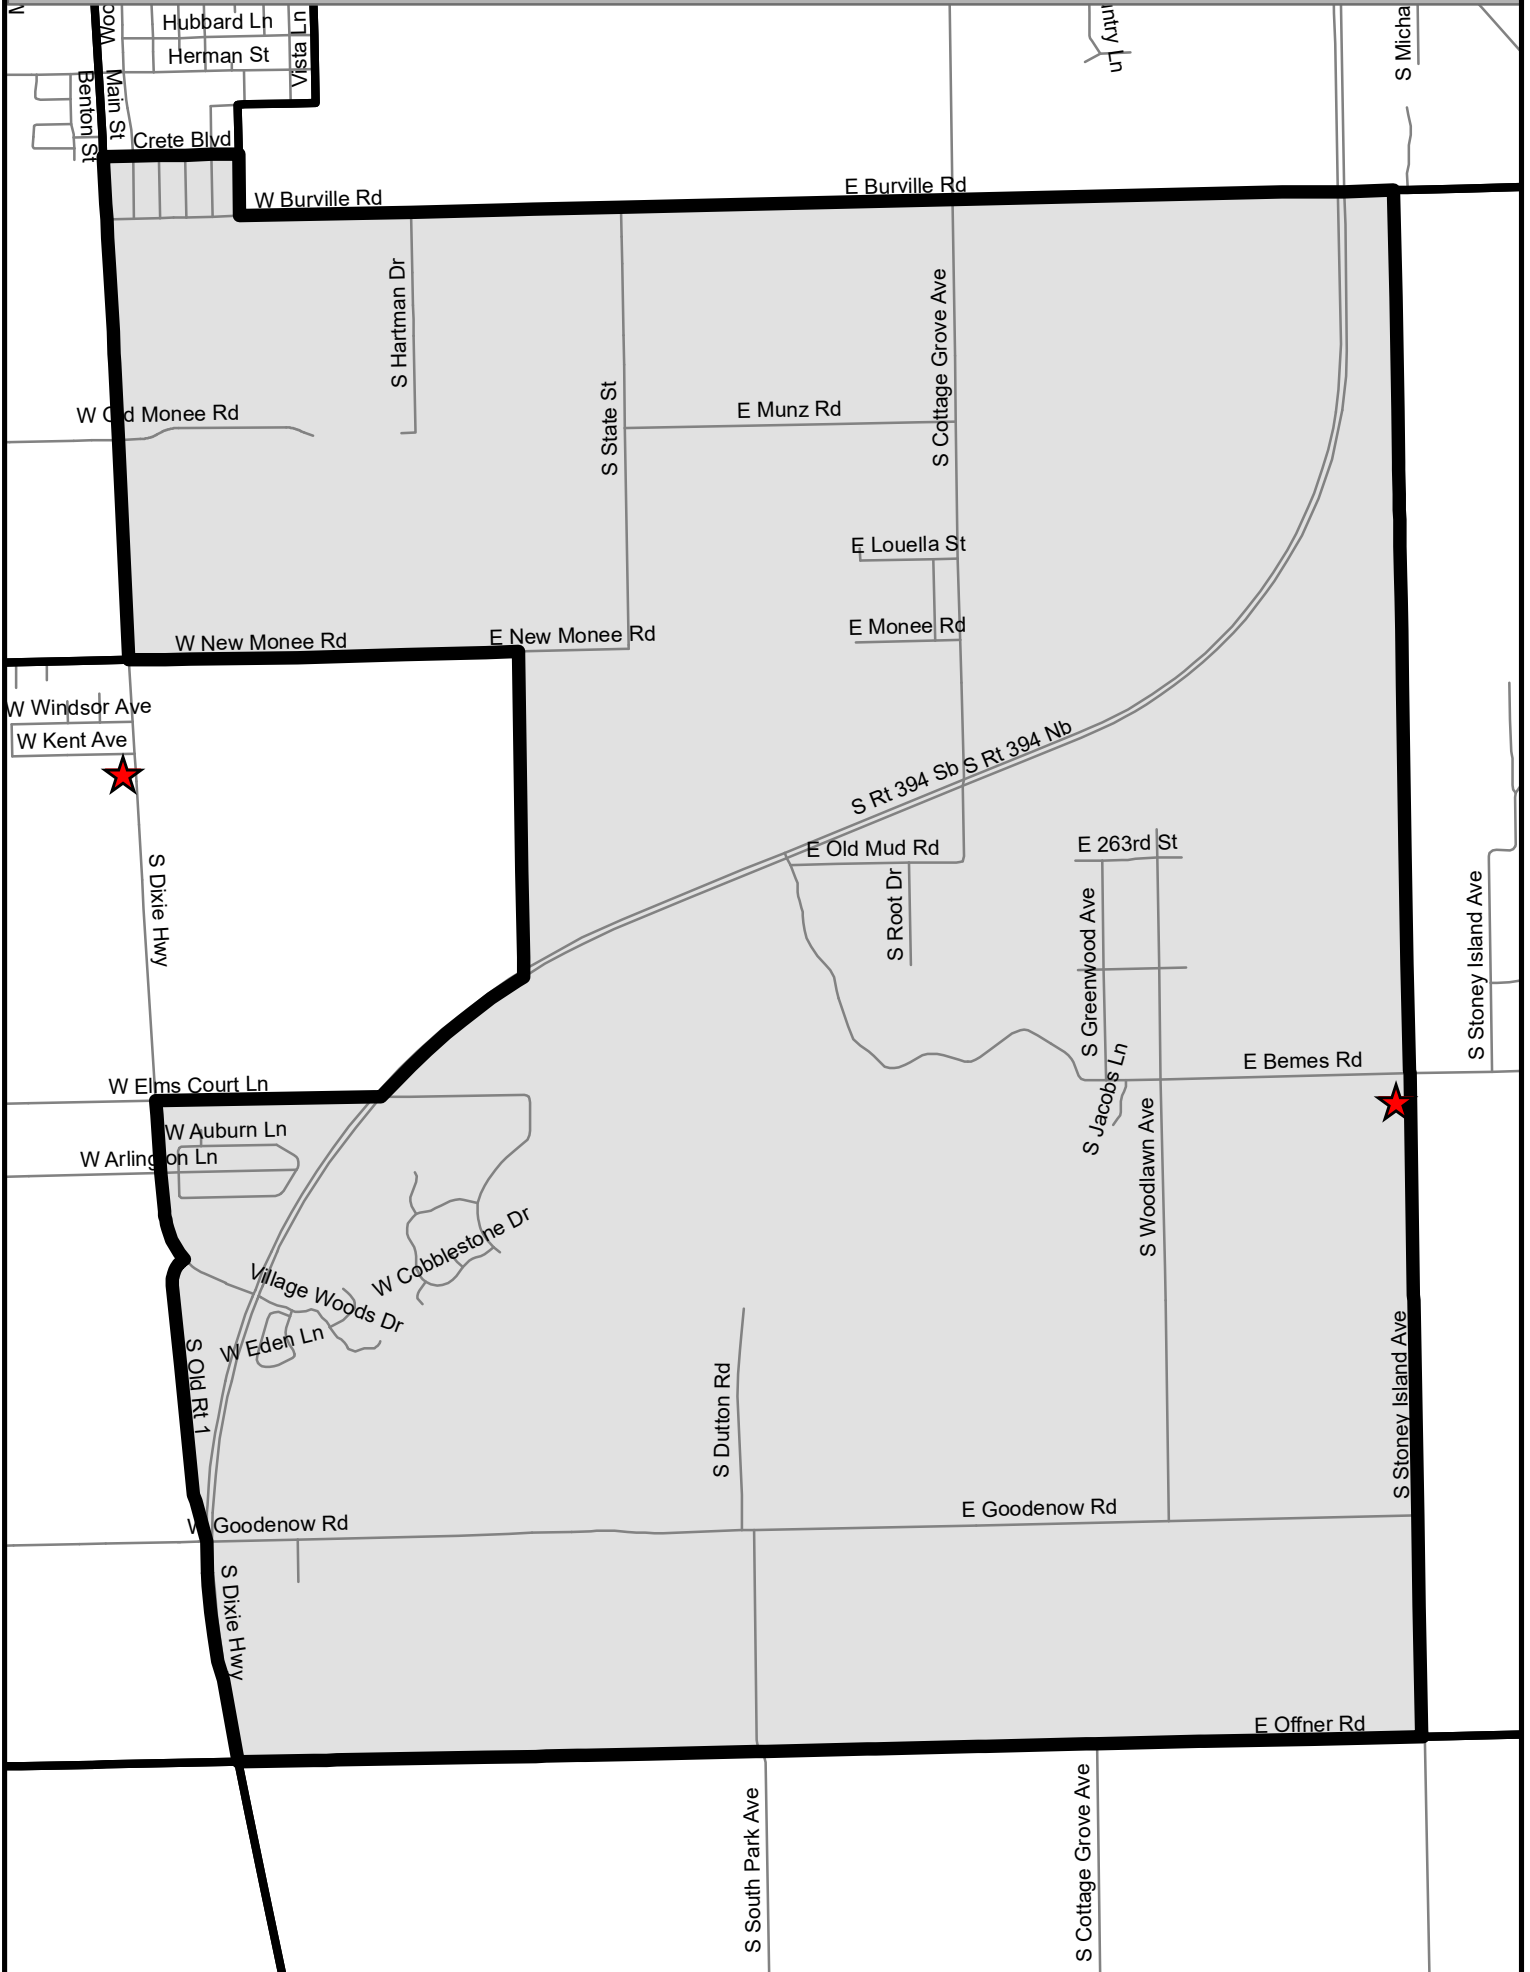 Hubbard Ln
Herman St
Vista Ln
Main St
Benton St
Crete Blvd
S Micha
ntry Ln
W Burville Rd
E Burville Rd
S Hartman Dr
S State St
S Cottage Grove Ave
W Old Monee Rd
E Munz Rd
E Louella St
E Monee Rd
W New Monee Rd
E New Monee Rd
W Windsor Ave
W Kent Ave
S Rt 394 Sb
S Rt 394 Nb
E Old Mud Rd
E 263rd St
S Dixie Hwy
S Root Dr
S Greenwood Ave
S Stoney Island Ave
E Bemes Rd
S Jacobs Ln
W Elms Court Ln
W Auburn Ln
W Arlington Ln
S Woodlawn Ave
W Cobblestone Dr
Village Woods Dr
W Eden Ln
S Old Rt 1
S Dutton Rd
S Stoney Island Ave
W Goodenow Rd
E Goodenow Rd
S Dixie Hwy
E Offner Rd
S South Park Ave
S Cottage Grove Ave